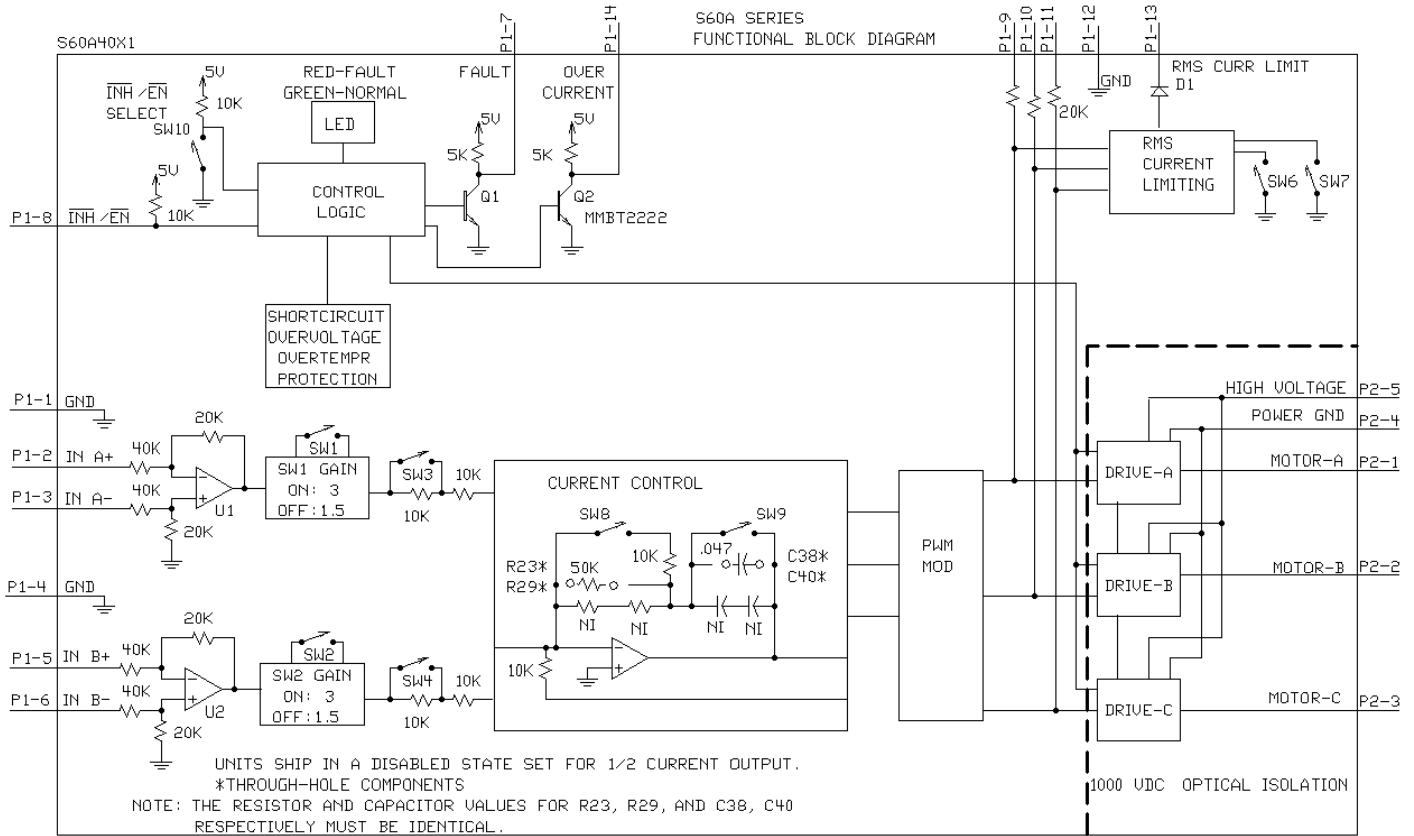 S60A SERIES
FUNCTIONAL BLOCK DIAGRAM
S60A40X1
P1-7
P1-14
P1-9
P1-10
P1-11
P1-12
P1-13
INH/EN
SELECT
5V
10K
SW10
5V
10K
P1-8
INH/EN
RED-FAULT
GREEN-NORMAL
LED
CONTROL
LOGIC
FAULT
5V
5K
Q1
OVER
CURRENT
5V
5K
Q2
MMBT2222
20K
GND
RMS CURR LIMIT
D1
RMS
CURRENT
LIMITING
SW6
SW7
SHORTCIRCUIT
OVERVOLTAGE
OVERTEMPR
PROTECTION
P1-1
GND
P1-2
IN A+
40K
20K
P1-3
IN A-
40K
20K
U1
SW1
SW1 GAIN
ON: 3
OFF:1.5
SW3
10K
10K
P1-4
GND
P1-5
IN B+
40K
20K
P1-6
IN B-
40K
20K
U2
SW2
SW2 GAIN
ON: 3
OFF:1.5
SW4
10K
10K
CURRENT CONTROL
SW8
SW9
10K
.047
R23*
R29*
50K
C38*
C40*
NI
NI
NI
NI
10K
PWM
MOD
HIGH VOLTAGE
P2-5
POWER GND
P2-4
DRIVE-A
MOTOR-A
P2-1
DRIVE-B
MOTOR-B
P2-2
DRIVE-C
MOTOR-C
P2-3
1000 VDC OPTICAL ISOLATION
UNITS SHIP IN A DISABLED STATE SET FOR 1/2 CURRENT OUTPUT.
*THROUGH-HOLE COMPONENTS
NOTE: THE RESISTOR AND CAPACITOR VALUES FOR R23, R29, AND C38, C40
RESPECTIVELY MUST BE IDENTICAL.